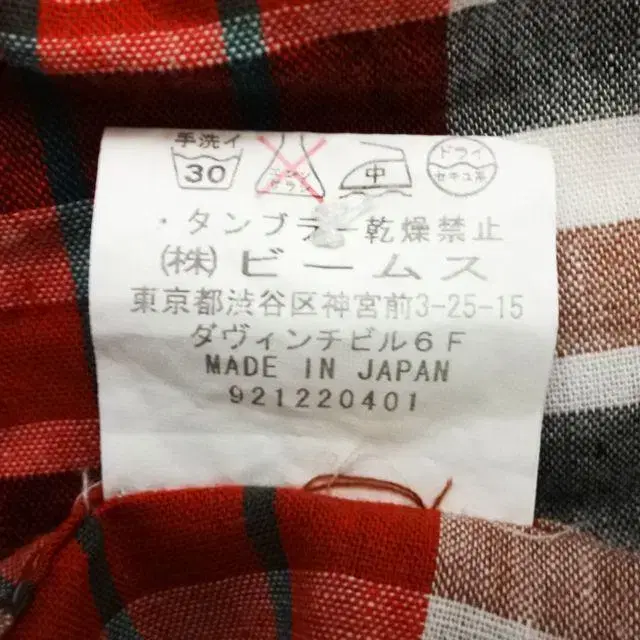 手洗イ
30 中 ドライ
セキユ系
・タンブラー乾燥禁止
(株) ビームス
東京都渋谷区神宮前3-25-15
ダヴィンチビル6F
MADE IN JAPAN
921220401